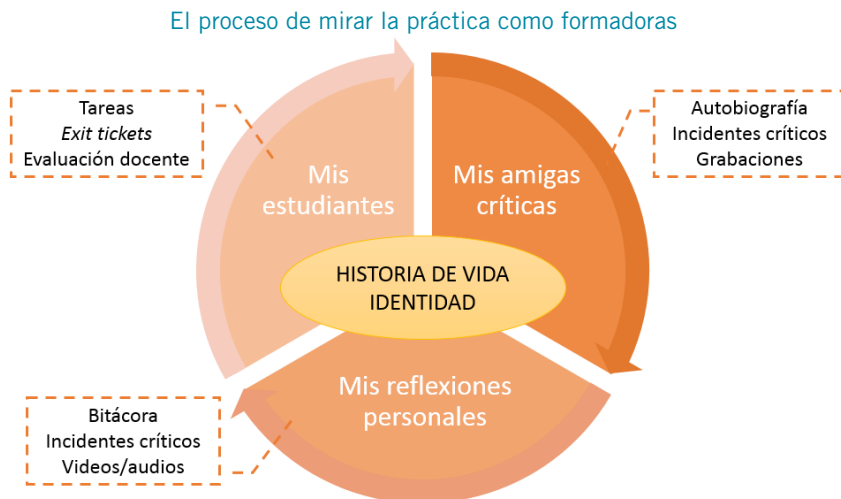 El proceso de mirar la práctica como formadoras
Tareas
Exit tickets
Evaluación docente
Autobiografía
Incidentes críticos
Grabaciones
Mis
estudiantes
Mis amigas
críticas
HISTORIA DE VIDA
IDENTIDAD
Mis reflexiones
personales
Bitácora
Incidentes críticos
Videos/audios